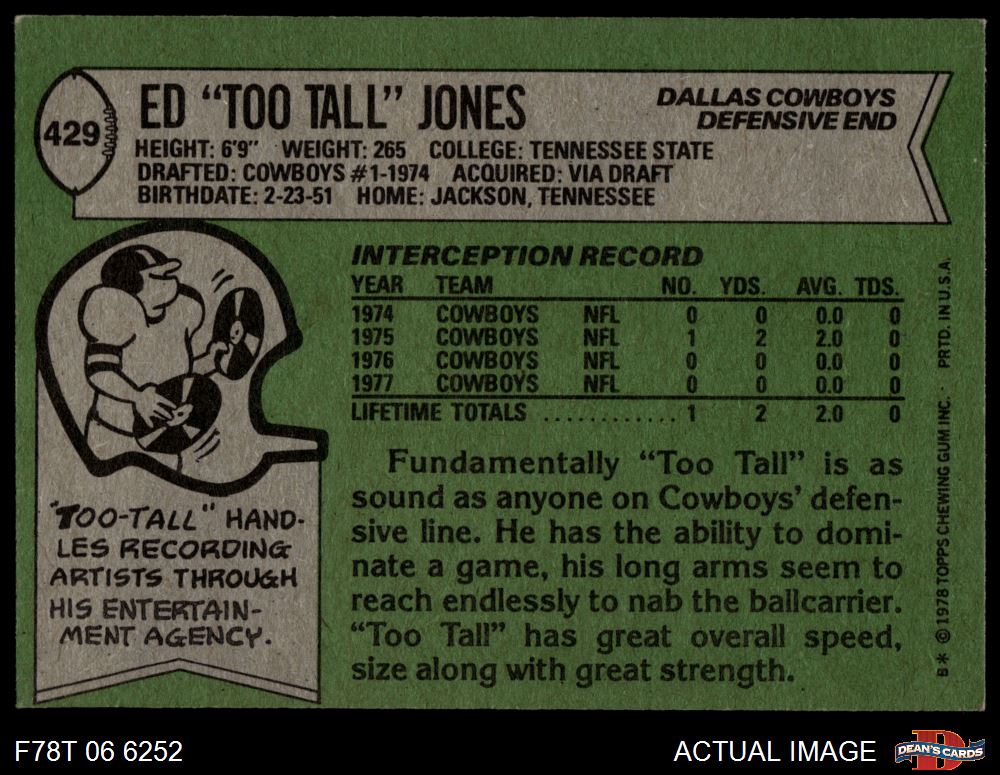 429
ED “TOO TALL” JONES
DALLAS COWBOYS
DEFENSIVE END
HEIGHT: 6'9" WEIGHT: 265 COLLEGE: TENNESSEE STATE
DRAFTED: COWBOYS #1-1974 ACQUIRED: VIA DRAFT
BIRTHDATE: 2-23-51 HOME: JACKSON, TENNESSEE
INTERCEPTION RECORD
YEAR TEAM NO. YDS. AVG. TDS.
1974 COWBOYS NFL 0 0 0.0 0
1975 COWBOYS NFL 1 2 2.0 0
1976 COWBOYS NFL 0 0 0.0 0
1977 COWBOYS NFL 0 0 0.0 0
LIFETIME TOTALS ............ 1 2 2.0 0
Fundamentally “Too Tall” is as
sound as anyone on Cowboys’ defen-
sive line. He has the ability to domi-
nate a game, his long arms seem to
reach endlessly to nab the ballcarrier.
“Too Tall” has great overall speed,
size along with great strength.
"TOO-TALL" HAND-
LES RECORDING
ARTISTS THROUGH
HIS ENTERTAIN-
MENT AGENCY.
B* © 1978 TOPPS CHEWING GUM INC. · PRTD. IN U.S.A.
F78T 06 6252
ACTUAL IMAGE
DEAN'S CARDS